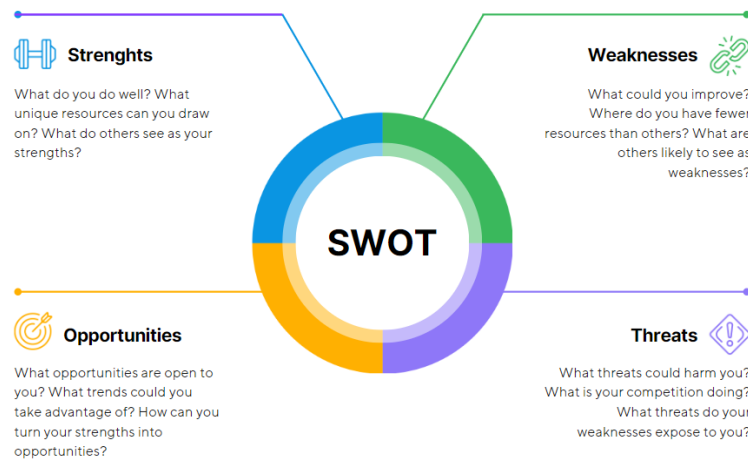 Strenghts
What do you do well? What
unique resources can you draw
on? What do others see as your
strengths?
Weaknesses
What could you improve?
Where do you have fewer
resources than others? What are
others likely to see as
weaknesses?
SWOT
Opportunities
What opportunities are open to
you? What trends could you
take advantage of? How can you
turn your strengths into
opportunities?
Threats
What threats could harm you?
What is your competition doing?
What threats do your
weaknesses expose to you?